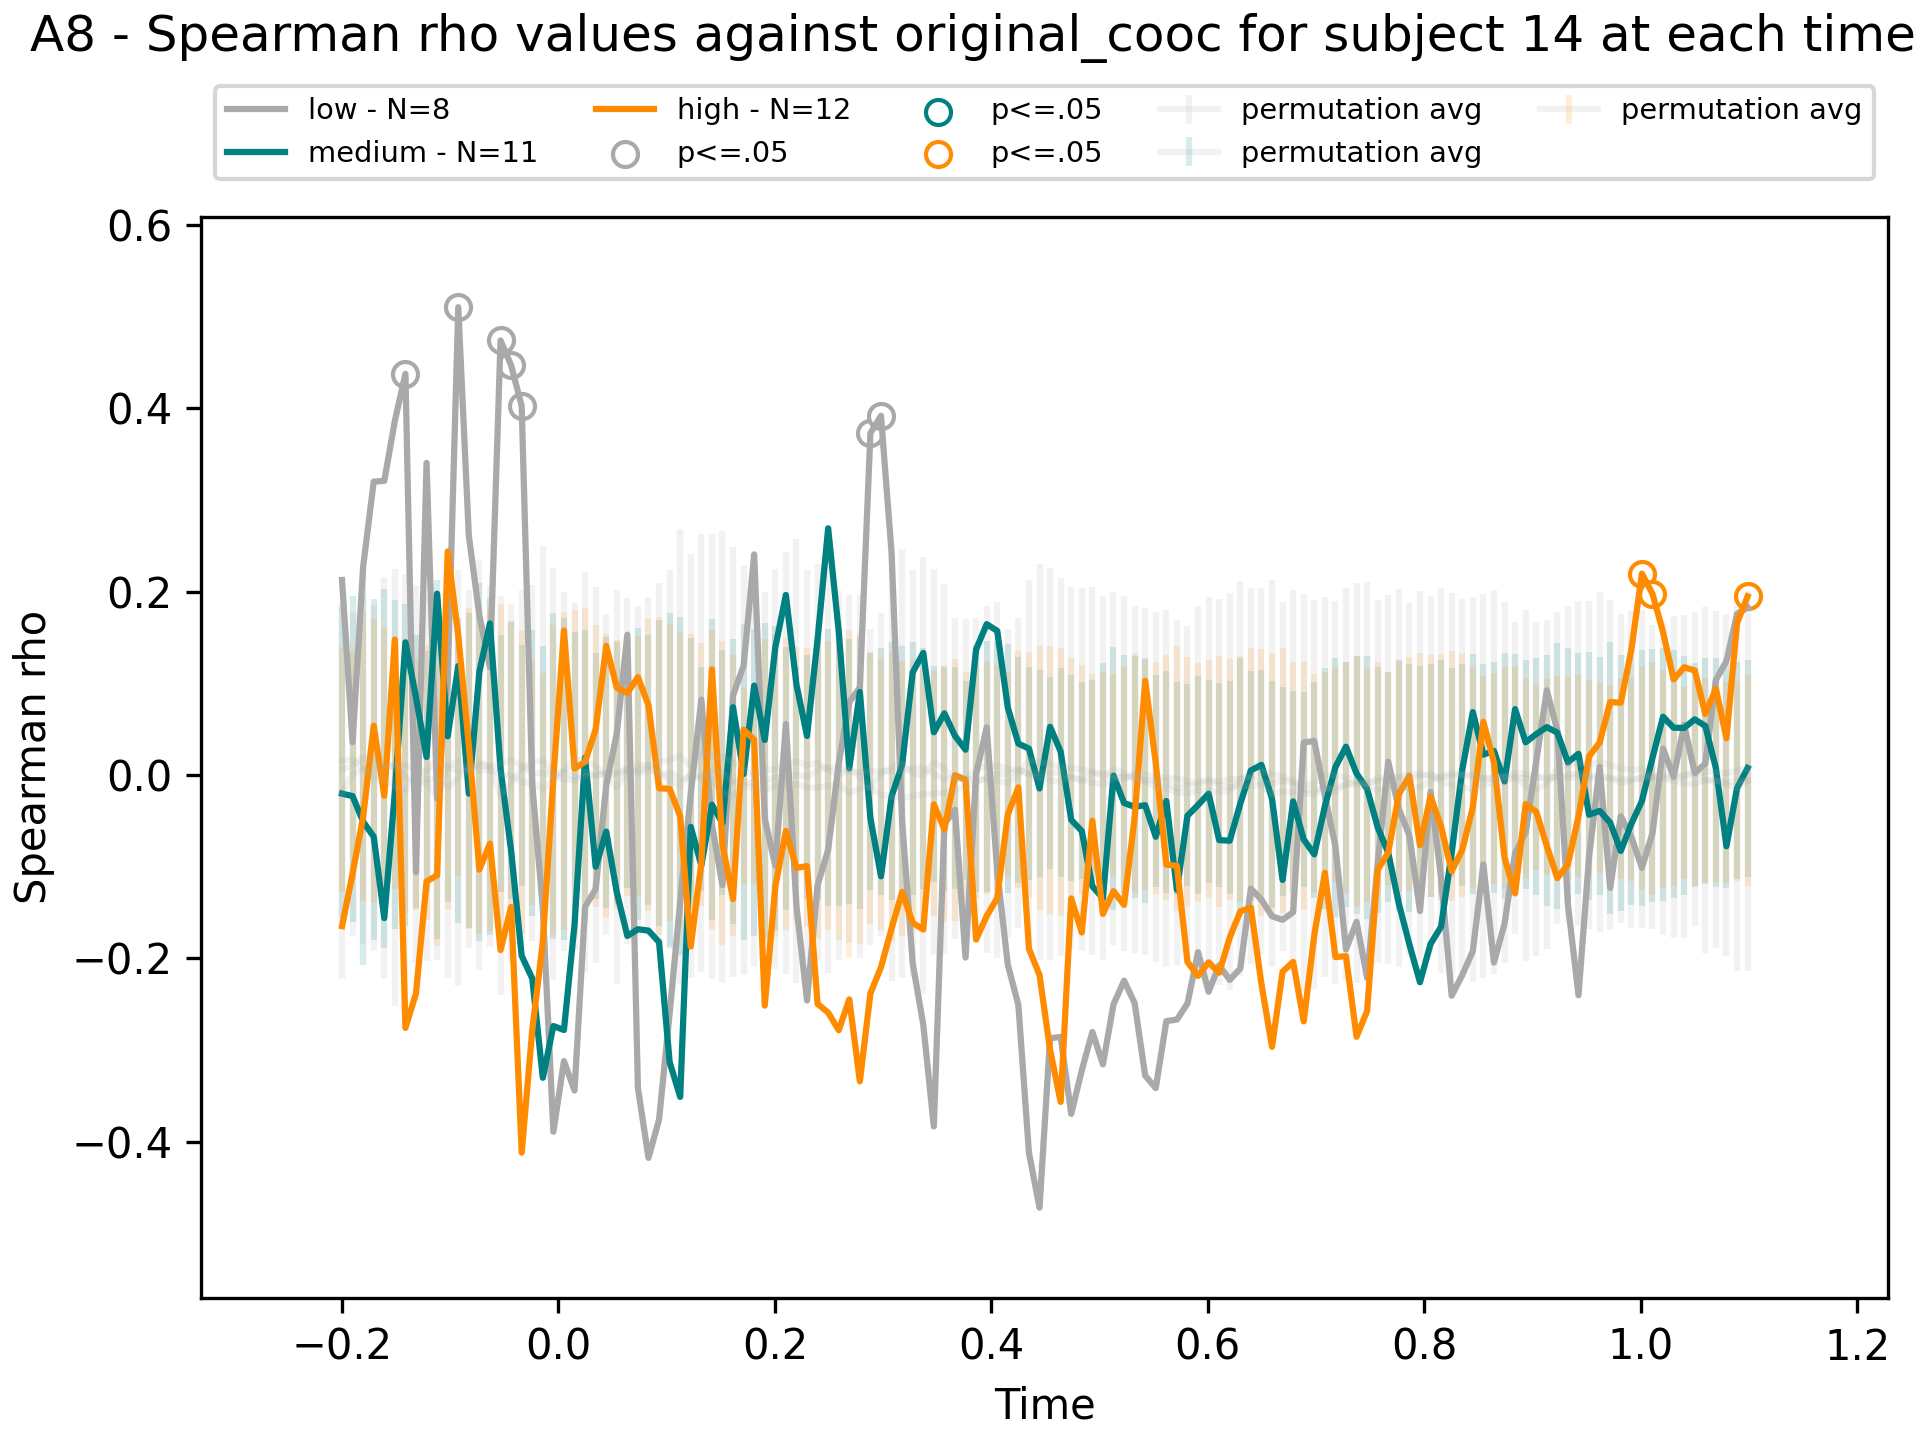 A8 - Spearman rho values against original_cooc for subject 14 at each time
low - N=8 high - N=12 p<=.05 permutation avg permutation avg
medium - N=11 p<=.05 p<=.05 permutation avg
0.6
0.4
0.2
0.0
−0.2
−0.4
Spearman rho
−0.2 0.0 0.2 0.4 0.6 0.8 1.0 1.2
Time